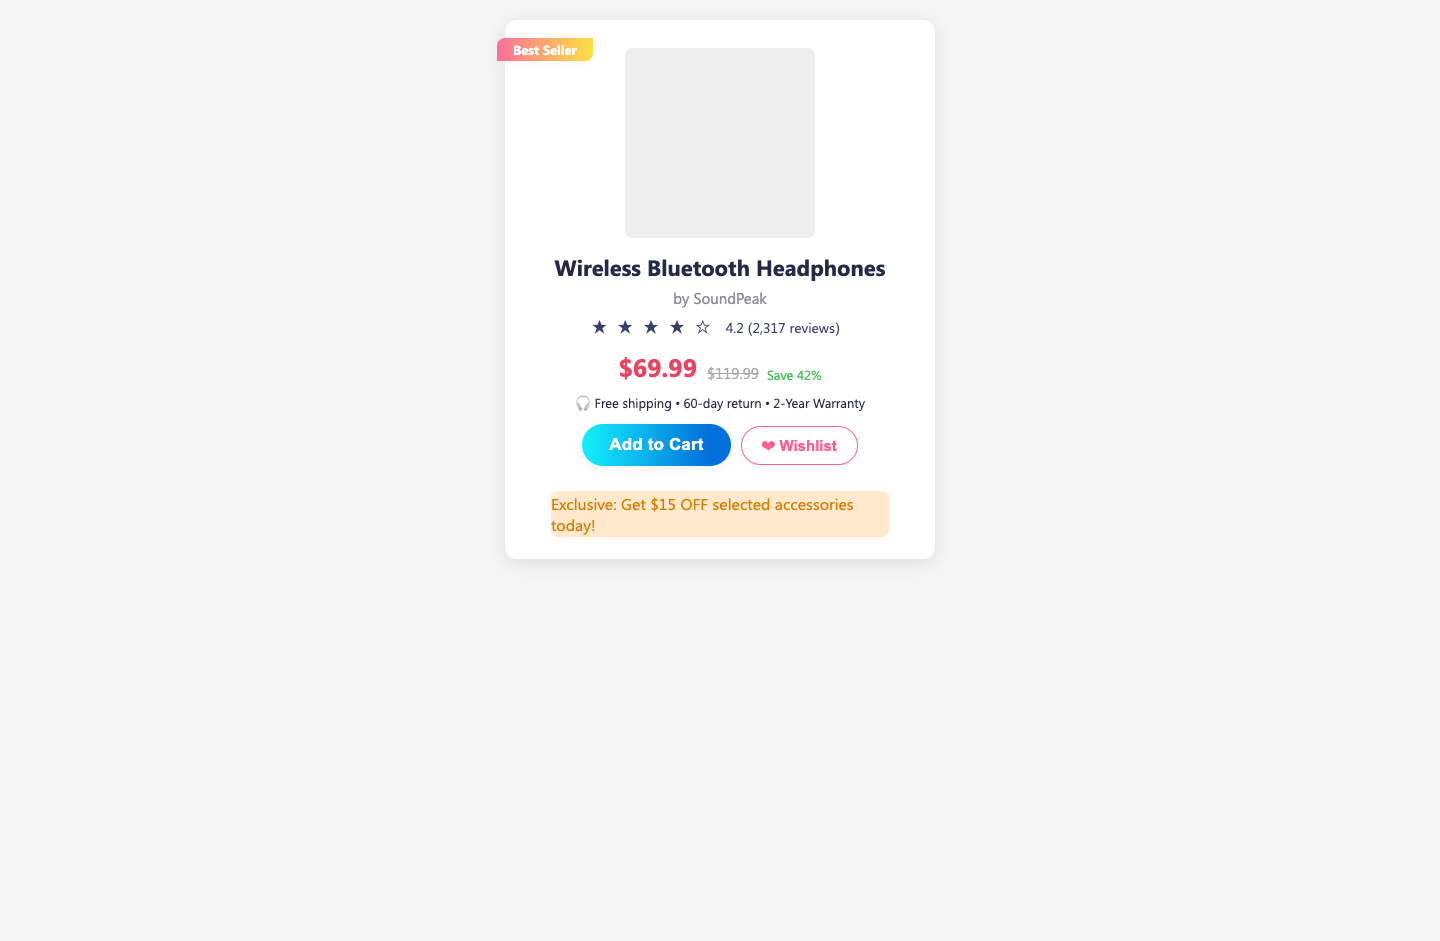 Best Seller
Wireless Bluetooth Headphones
by SoundPeak
★ ★ ★ ★ ☆ 4.2 (2,317 reviews)
$69.99 $119.99 Save 42%
🎧 Free shipping • 60-day return • 2-Year Warranty
Add to Cart ❤ Wishlist
Exclusive: Get $15 OFF selected accessories
today!